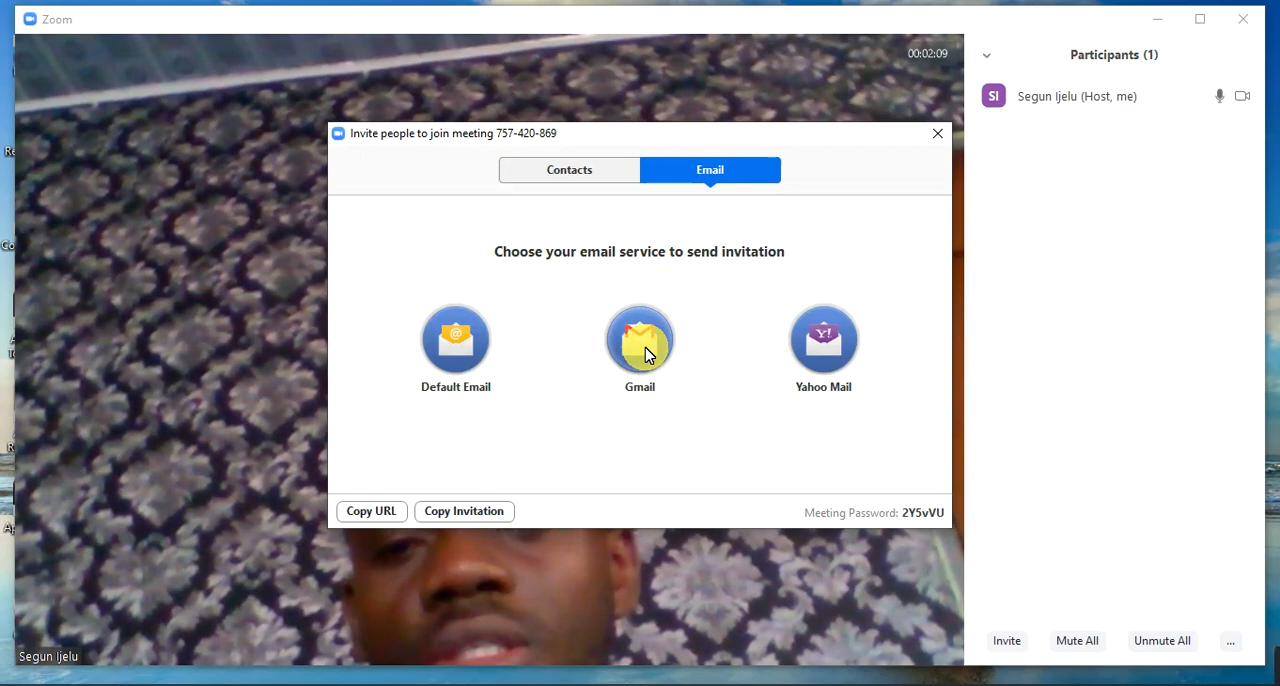 Zoom
00:02:09
Participants (1)
SI Segun Ijelu (Host, me)
Invite people to join meeting 757-420-869
Contacts Email
Choose your email service to send invitation
@ Y!
Default Email Gmail Yahoo Mail
Copy URL Copy Invitation Meeting Password: 2Y5vVU
Invite Mute All Unmute All ...
Segun Ijelu